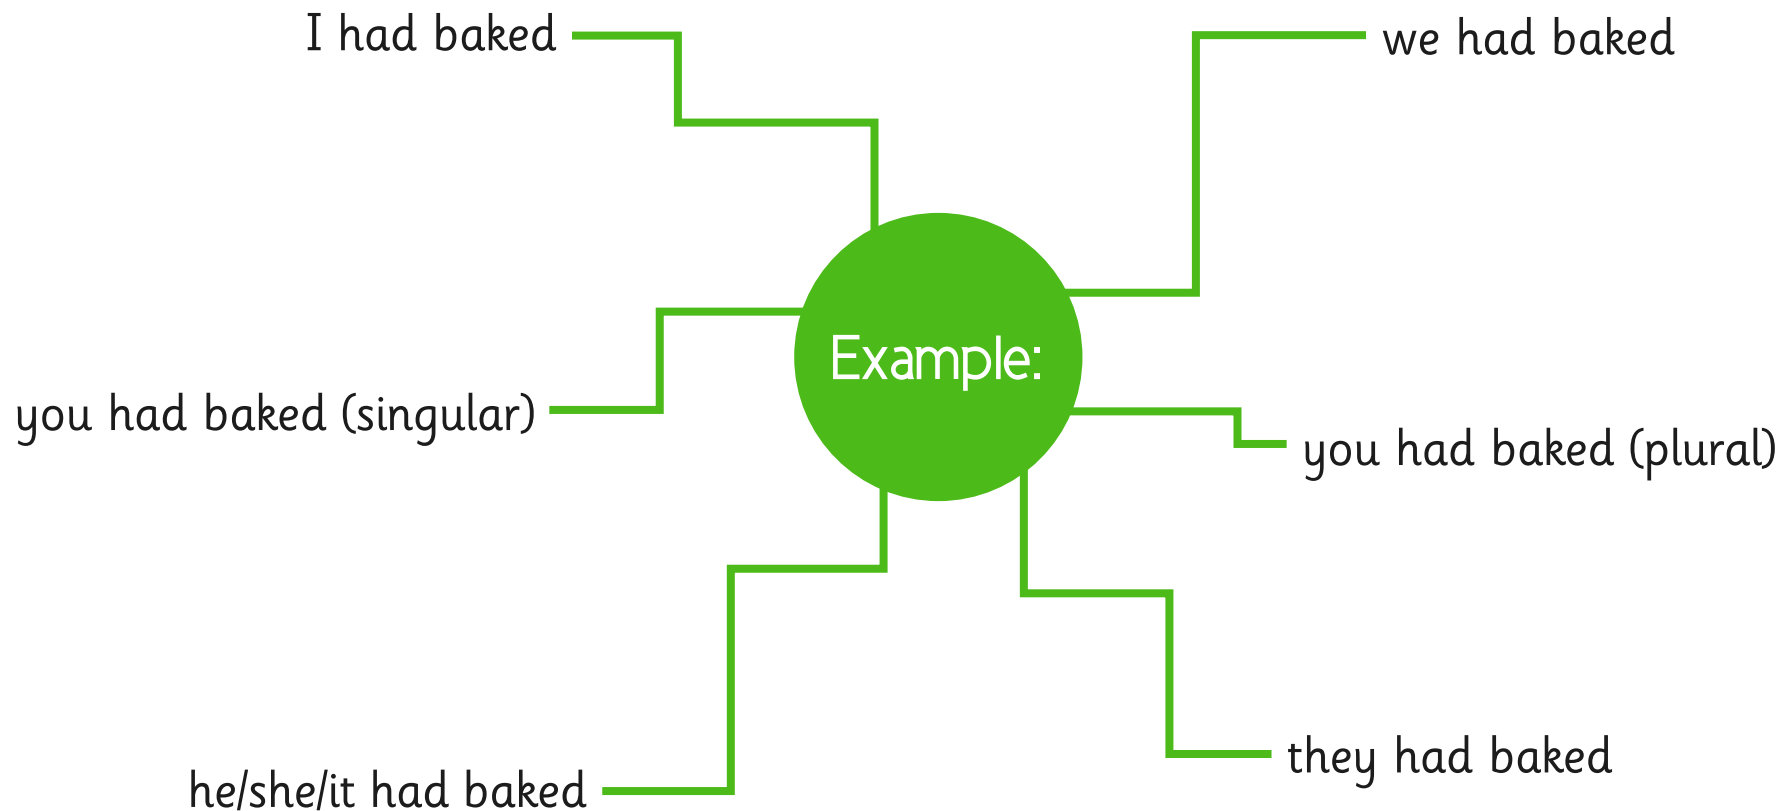 I had baked
we had baked
Example:
you had baked (singular)
you had baked (plural)
he/she/it had baked
they had baked